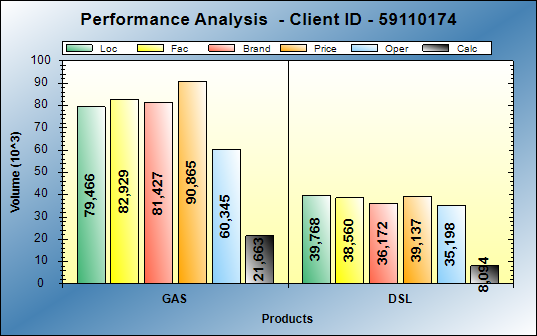 Performance Analysis - Client ID - 59110174
Loc Fac Brand Price Oper Calc
Volume (10^3)
100
90
80
70
60
50
40
30
20
10
0
79,466 82,929 81,427 90,865 60,345 21,663
39,768 38,560 36,172 39,137 35,198 8,094
GAS DSL
Products